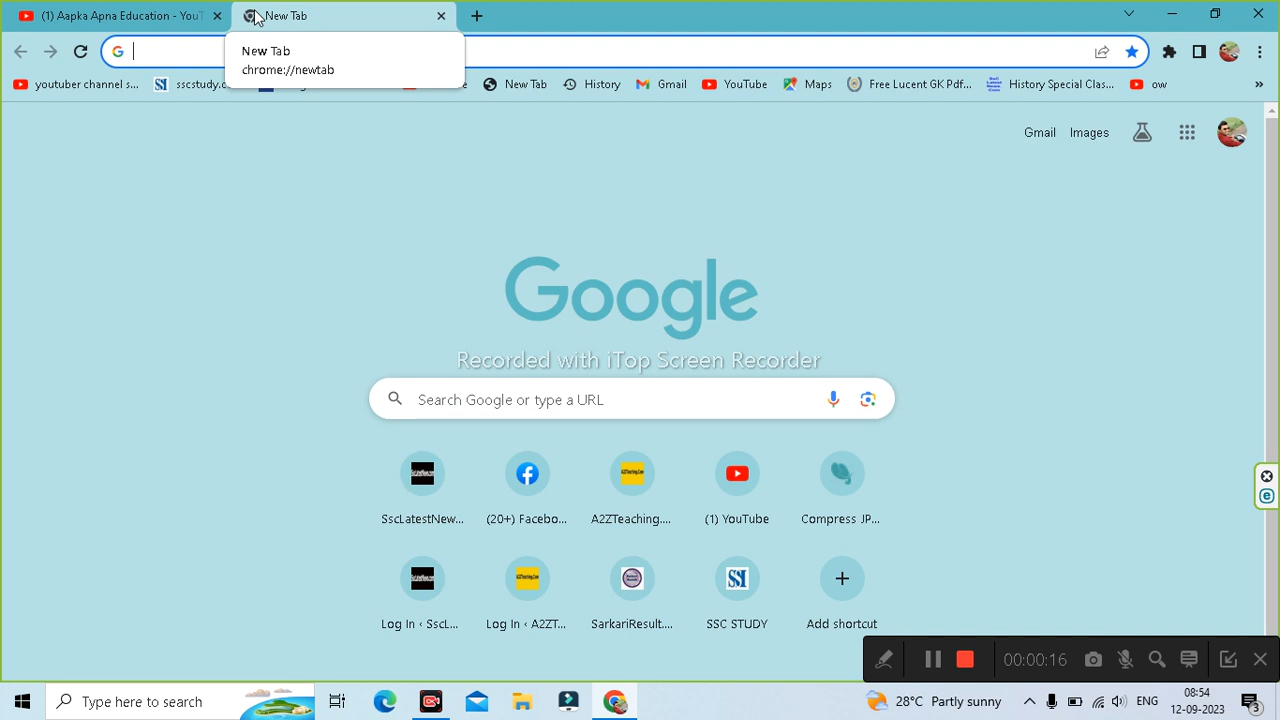 (1) Aapka Apna Education - YouT
New Tab
New Tab
chrome://newtab
youtuber channel s...
sscstudy.c
New Tab
History
Gmail
YouTube
Maps
Free Lucent GK Pdf...
History Special Clas...
ow
»
Gmail
Images
Google
Recorded with iTop Screen Recorder
Search Google or type a URL
SscLatestNew...
(20+) Facebo...
A2ZTeaching....
(1) YouTube
Compress JP...
Log In ‹ SscL...
Log In ‹ A2ZT...
SarkariResult....
SSC STUDY
Add shortcut
00:00:16
Type here to search
28°C Partly sunny
ENG
08:54
12-09-2023
3